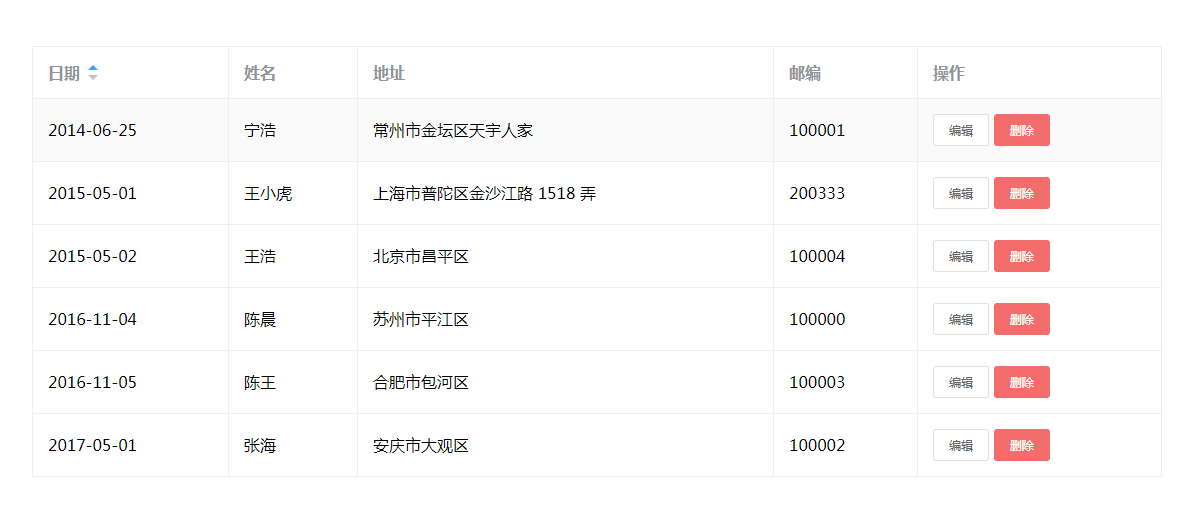 日期 姓名 地址 邮编 操作
2014-06-25 宁浩 常州市金坛区天宇人家 100001 编辑 删除
2015-05-01 王小虎 上海市普陀区金沙江路 1518 弄 200333 编辑 删除
2015-05-02 王浩 北京市昌平区 100004 编辑 删除
2016-11-04 陈晨 苏州市平江区 100000 编辑 删除
2016-11-05 陈王 合肥市包河区 100003 编辑 删除
2017-05-01 张海 安庆市大观区 100002 编辑 删除